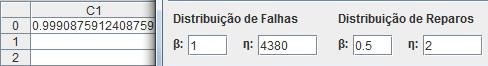 C1
0 0.9990875912408759
1
2
Distribuição de Falhas
β: 1 η: 4380
Distribuição de Reparos
β: 0.5 η: 2